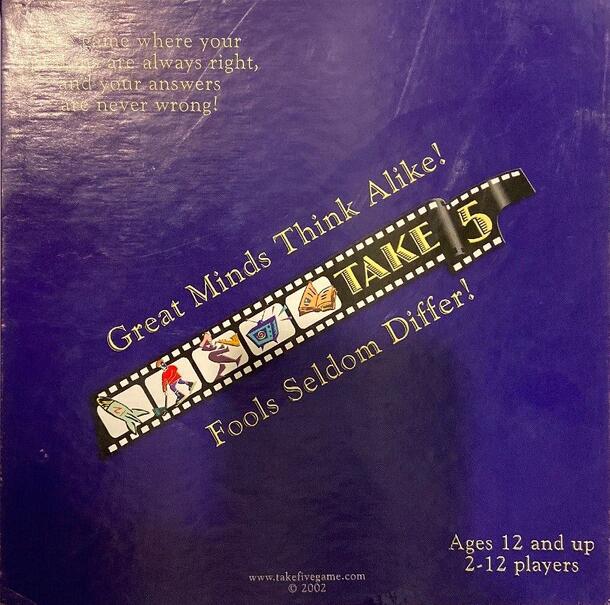 game where your
are always right,
and your answers
are never wrong!
Great Minds Think Alike!
TAKE 5
Fools Seldom Differ!
Ages 12 and up
2-12 players
www.takefivegame.com
© 2002